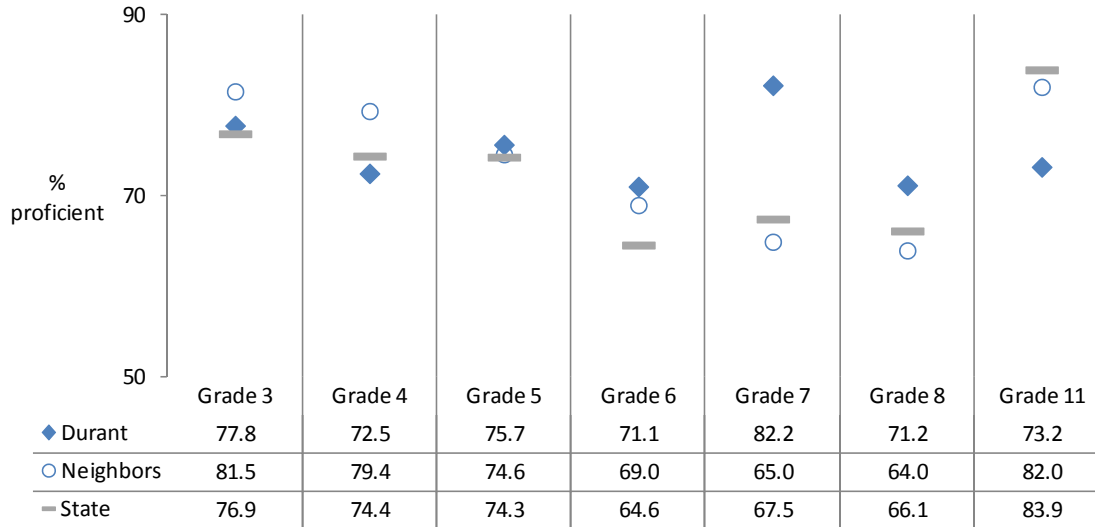 90
%
proficient
70
50
Grade 3 Grade 4 Grade 5 Grade 6 Grade 7 Grade 8 Grade 11
Durant 77.8 72.5 75.7 71.1 82.2 71.2 73.2
Neighbors 81.5 79.4 74.6 69.0 65.0 64.0 82.0
State 76.9 74.4 74.3 64.6 67.5 66.1 83.9